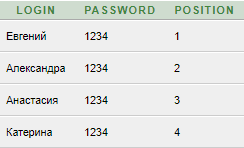 LOGIN PASSWORD POSITION
Евгений 1234 1
Александра 1234 2
Анастасия 1234 3
Катерина 1234 4